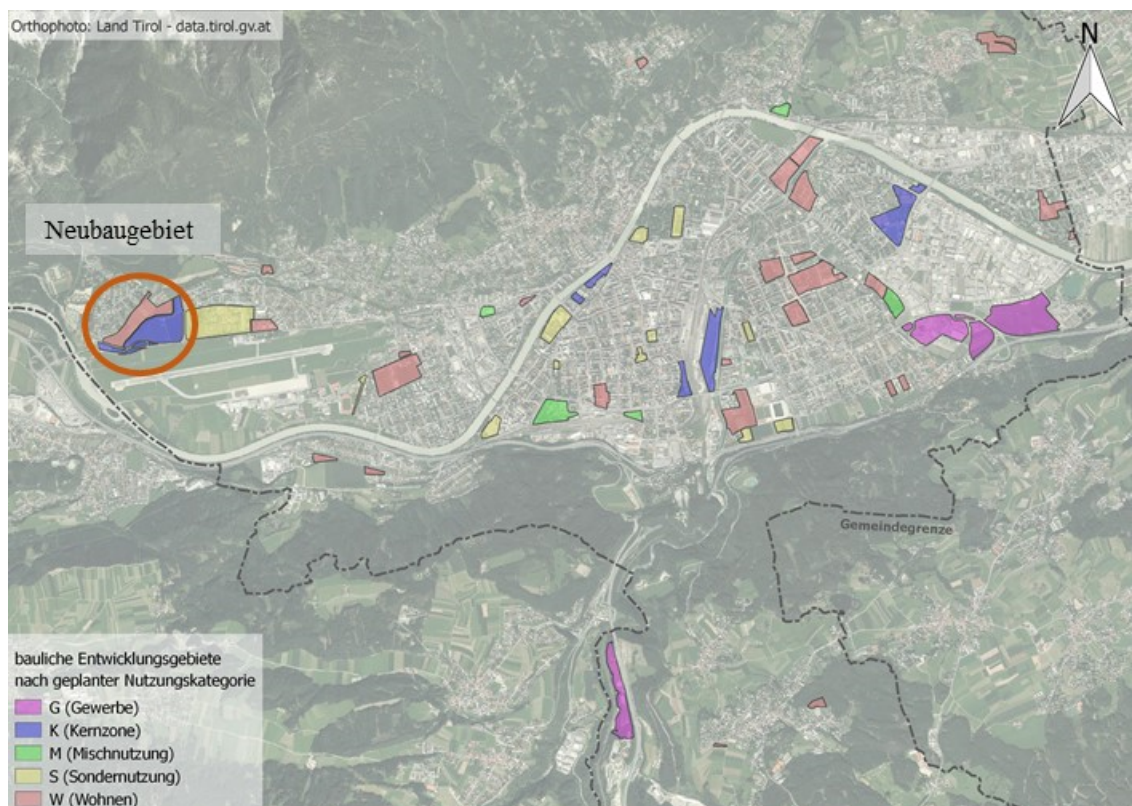 Orthophoto: Land Tirol - data.tirol.gv.at
N
Neubaugebiet
Gemeindegrenze
bauliche Entwicklungsgebiete
nach geplanter Nutzungskategorie
G (Gewerbe)
K (Kernzone)
M (Mischnutzung)
S (Sondernutzung)
W (Wohnen)